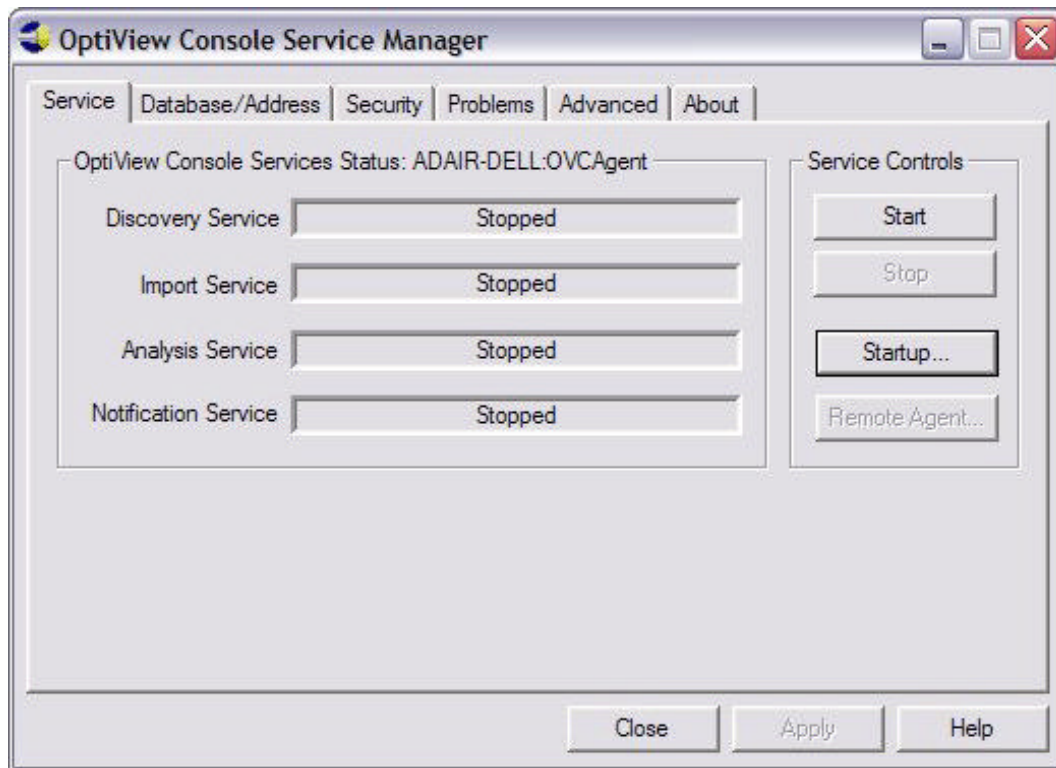 OptiView Console Service Manager
Service Database/Address Security Problems Advanced About
OptiView Console Services Status: ADAIR-DELL:OVCAgent
Discovery Service Stopped
Import Service Stopped
Analysis Service Stopped
Notification Service Stopped
Service Controls
Start
Stop
Startup...
Remote Agent...
Close Apply Help